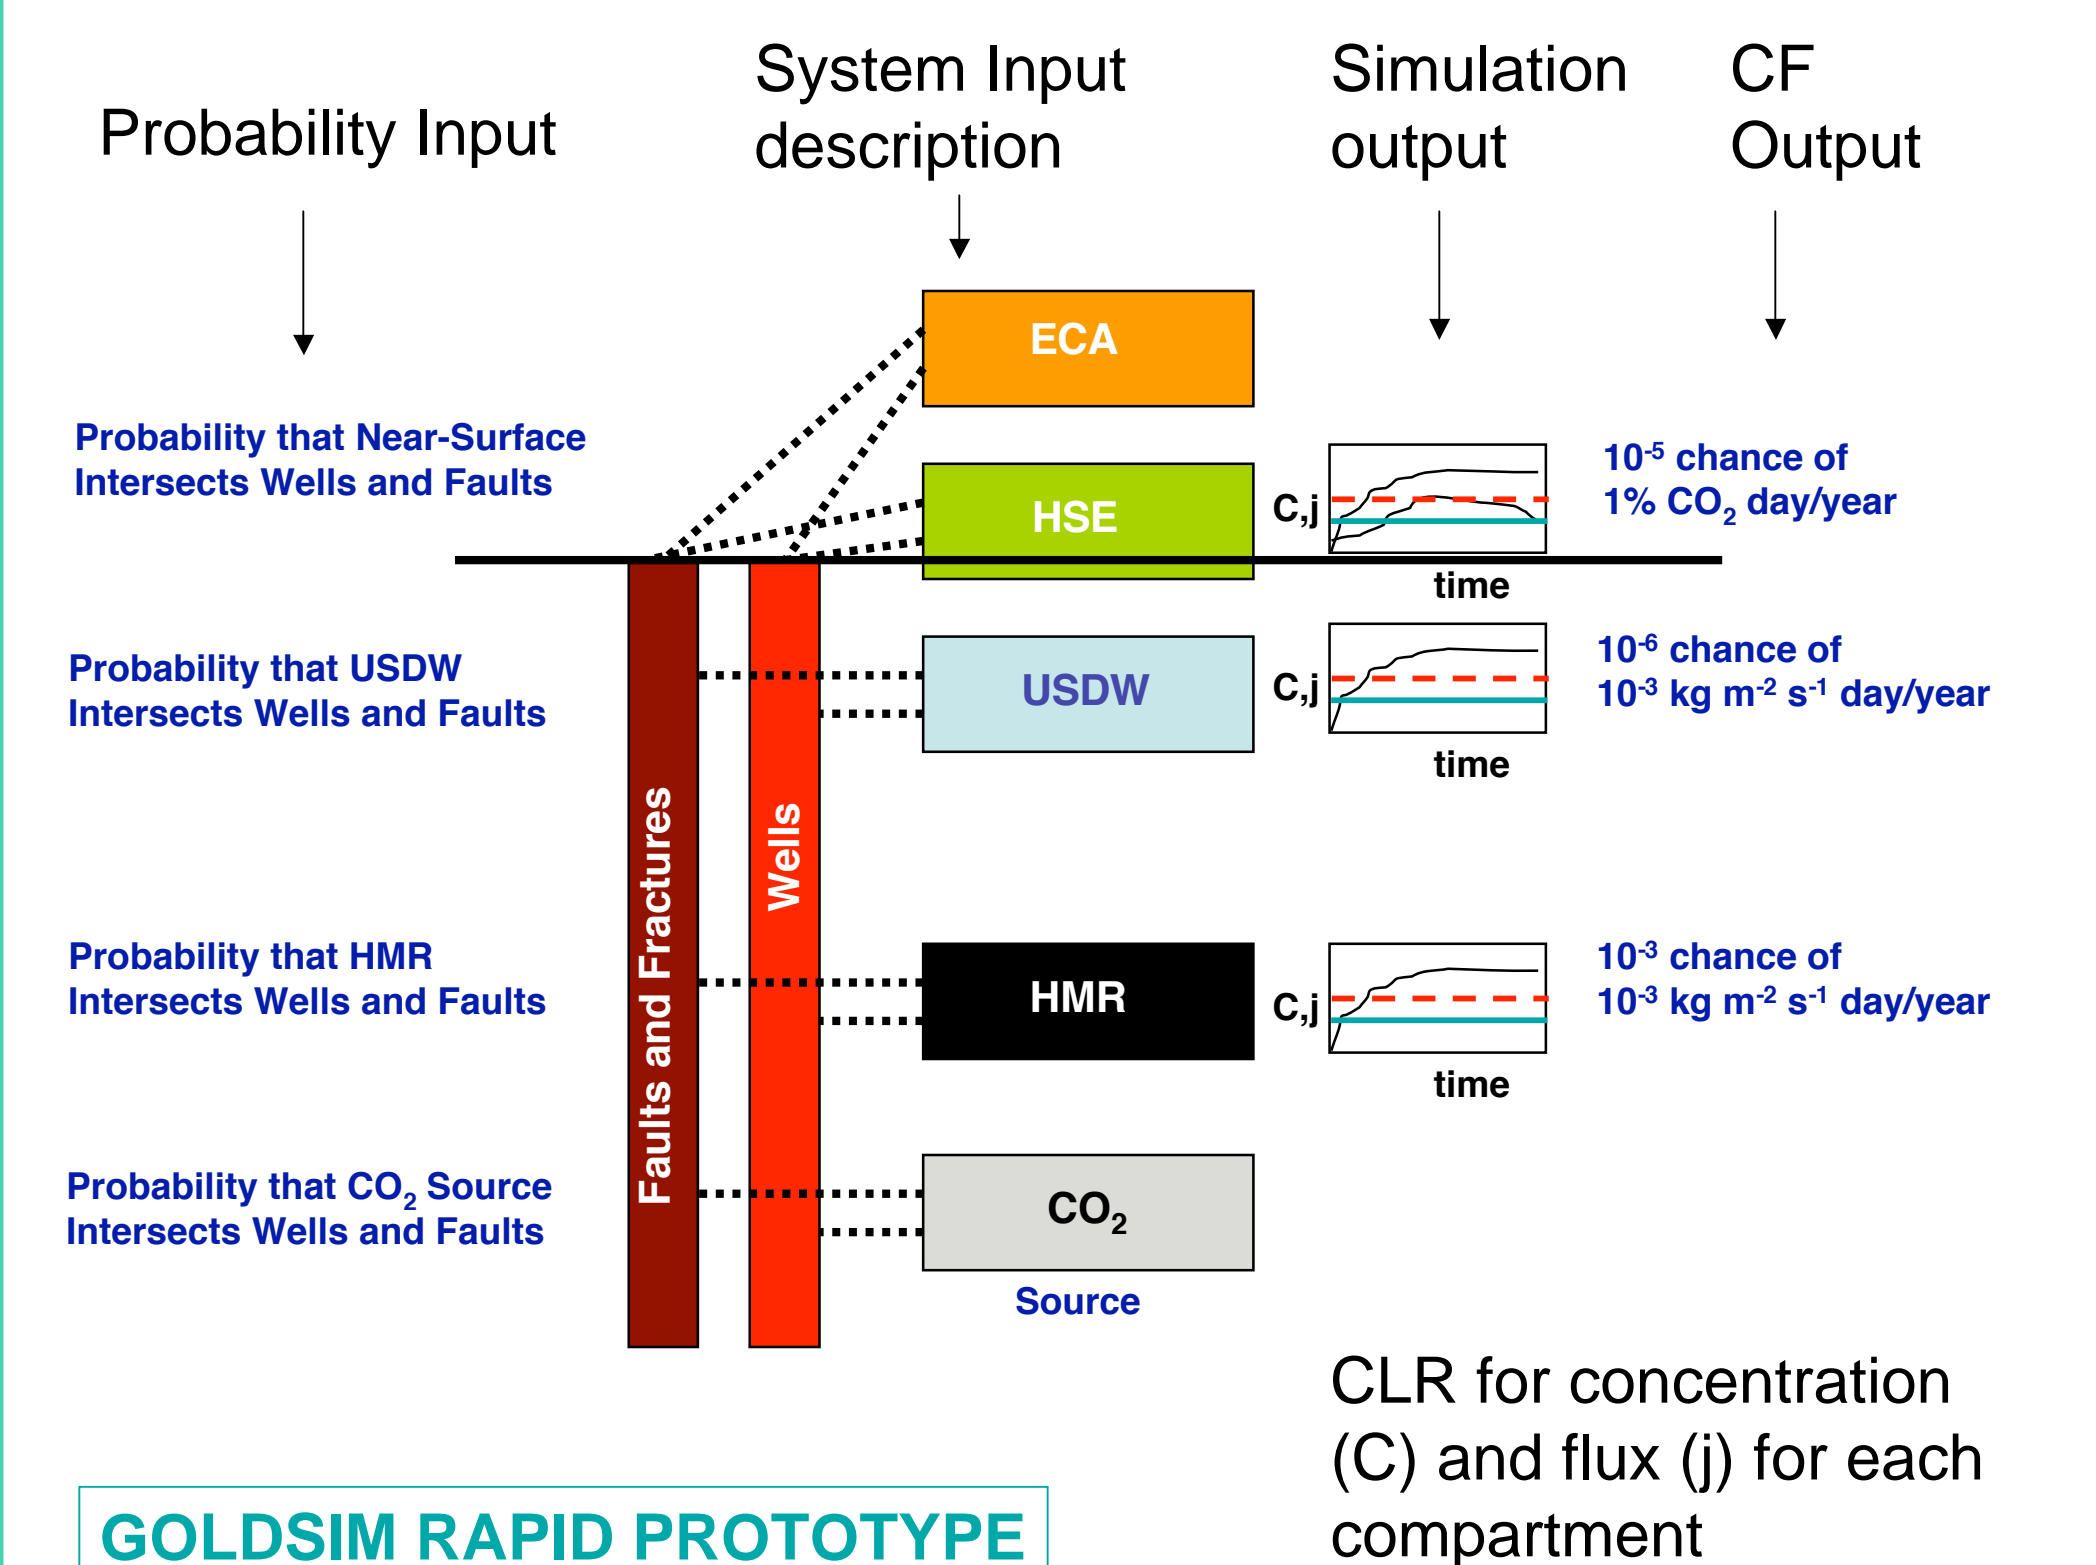 Probability Input
System Input
description
Simulation
output
CF
Output
ECA
Probability that Near-Surface
Intersects Wells and Faults
HSE
C,j
time
10-5 chance of
1% CO2 day/year
Probability that USDW
Intersects Wells and Faults
USDW
C,j
time
10-6 chance of
10-3 kg m-2 s-1 day/year
Faults and Fractures
Wells
Probability that HMR
Intersects Wells and Faults
HMR
C,j
time
10-3 chance of
10-3 kg m-2 s-1 day/year
Probability that CO2 Source
Intersects Wells and Faults
CO2
Source
CLR for concentration
(C) and flux (j) for each
compartment
GOLDSIM RAPID PROTOTYPE